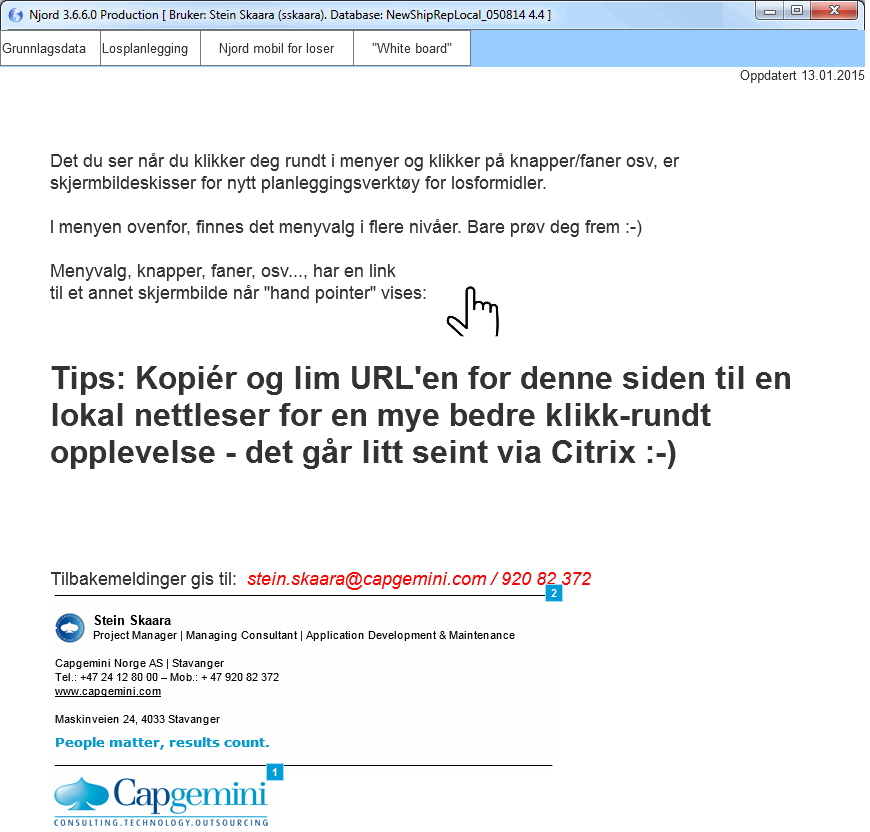 Njord 3.6.6.0 Production [ Bruker: Stein Skaara (sskaara). Database: NewShipRepLocal_050814 4.4 ]
Grunnlagsdata Losplanlegging Njord mobil for loser "White board"
Oppdatert 13.01.2015
Det du ser når du klikker deg rundt i menyer og klikker på knapper/faner osv, er
skjermbildeskisser for nytt planleggingsverktøy for losformidler.
I menyen ovenfor, finnes det menyvalg i flere nivåer. Bare prøv deg frem :-)
Menyvalg, knapper, faner, osv..., har en link
til et annet skjermbilde når "hand pointer" vises:
Tips: Kopiér og lim URL'en for denne siden til en
lokal nettleser for en mye bedre klikk-rundt
opplevelse - det går litt seint via Citrix :-)
Tilbakemeldinger gis til: stein.skaara@capgemini.com / 920 82 372
2
Stein Skaara
Project Manager | Managing Consultant | Application Development & Maintenance
Capgemini Norge AS | Stavanger
Tel.: +47 24 12 80 00 – Mob.: + 47 920 82 372
www.capgemini.com
Maskinveien 24, 4033 Stavanger
People matter, results count.
1
Capgemini
CONSULTING.TECHNOLOGY.OUTSOURCING